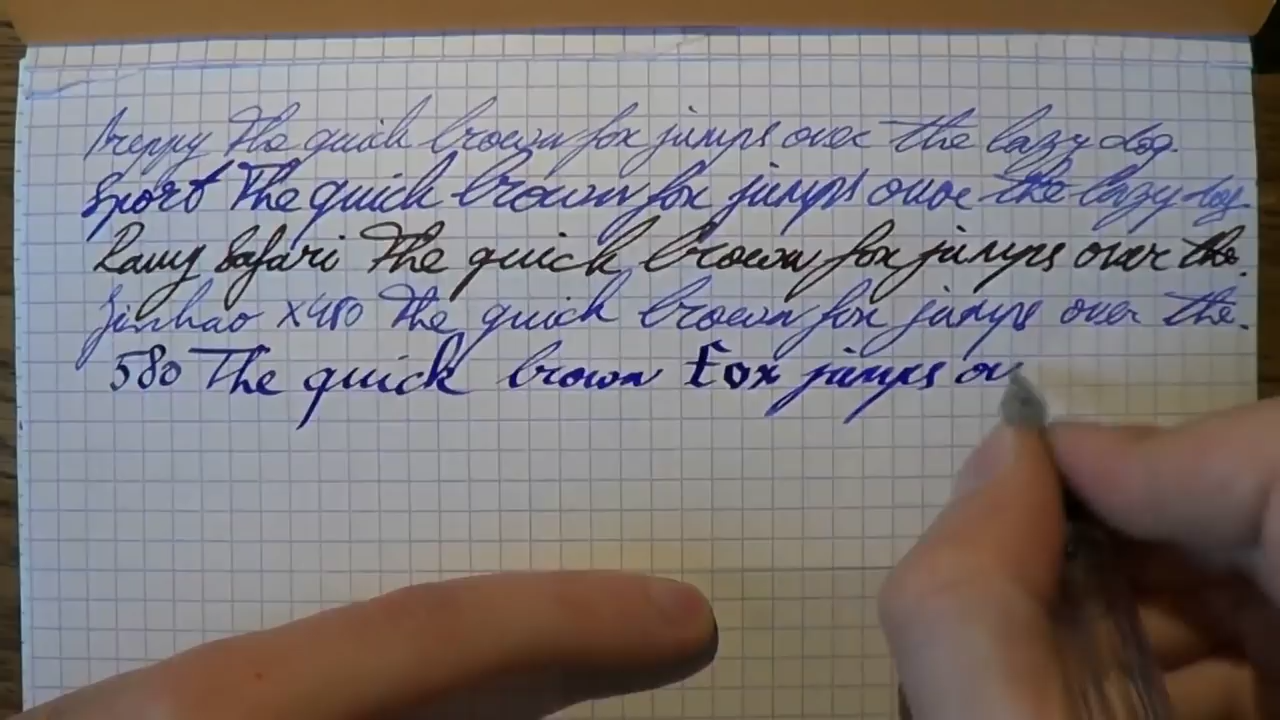 Preppy The quick brown fox jumps over the lazy dog.
Sport The quick brown fox jumps over the lazy dog.
Lamy Safari The quick brown fox jumps over the.
Jinhao X450 The quick brown fox jumps over the.
580 The quick brown fox jumps ov